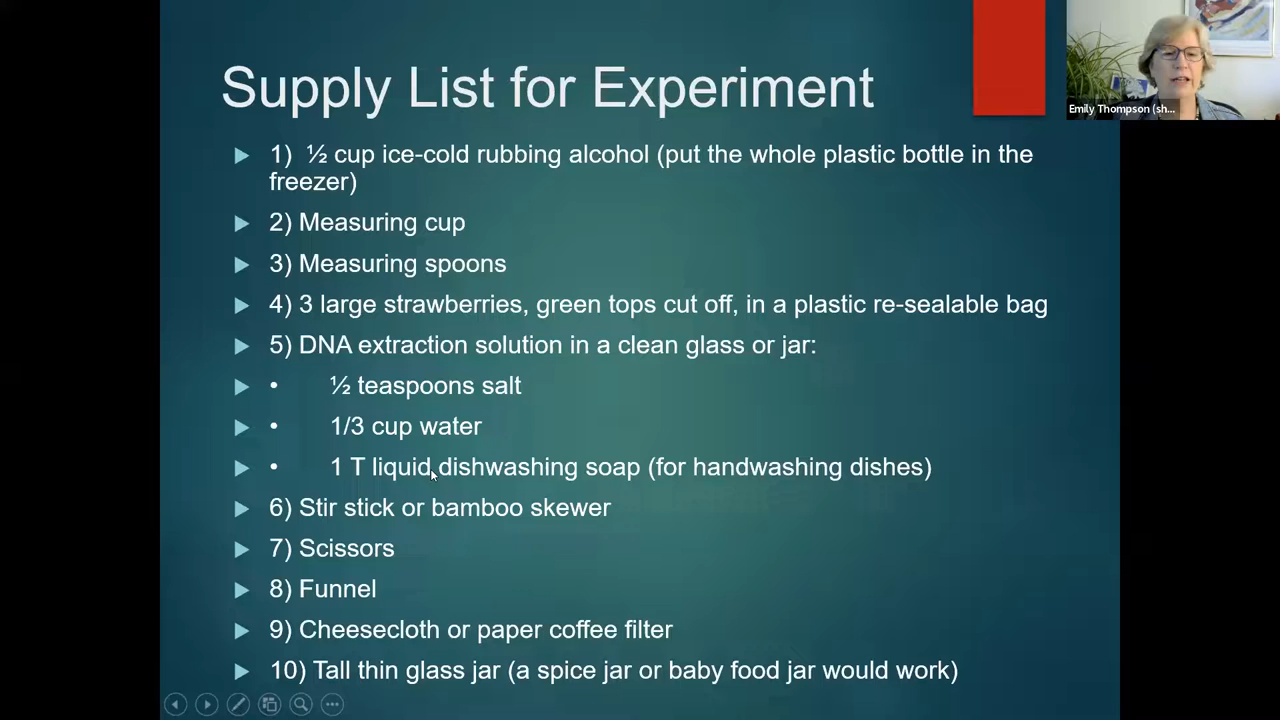 Supply List for Experiment
Emily Thompson (sh...
1) ½ cup ice-cold rubbing alcohol (put the whole plastic bottle in the
freezer)
2) Measuring cup
3) Measuring spoons
4) 3 large strawberries, green tops cut off, in a plastic re-sealable bag
5) DNA extraction solution in a clean glass or jar:
• ½ teaspoons salt
• 1/3 cup water
• 1 T liquid dishwashing soap (for handwashing dishes)
6) Stir stick or bamboo skewer
7) Scissors
8) Funnel
9) Cheesecloth or paper coffee filter
10) Tall thin glass jar (a spice jar or baby food jar would work)